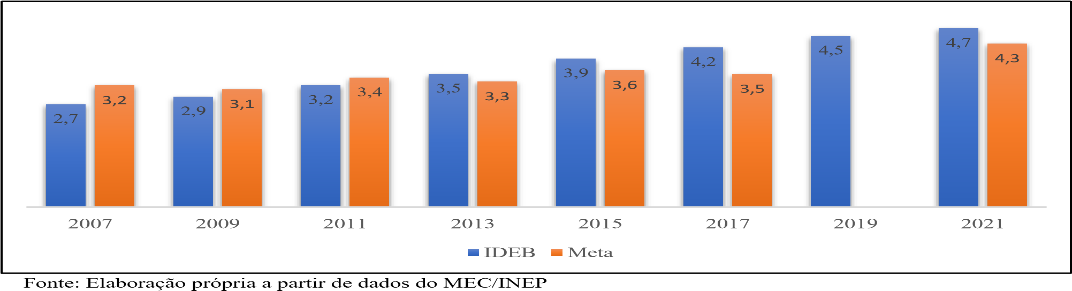 2,7 3,2 2,9 3,1 3,2 3,4 3,5 3,3 3,9 3,6 4,2 3,5 4,5 4,7 4,3
2007 2009 2011 2013 2015 2017 2019 2021
IDEB Meta
Fonte: Elaboração própria a partir de dados do MEC/INEP